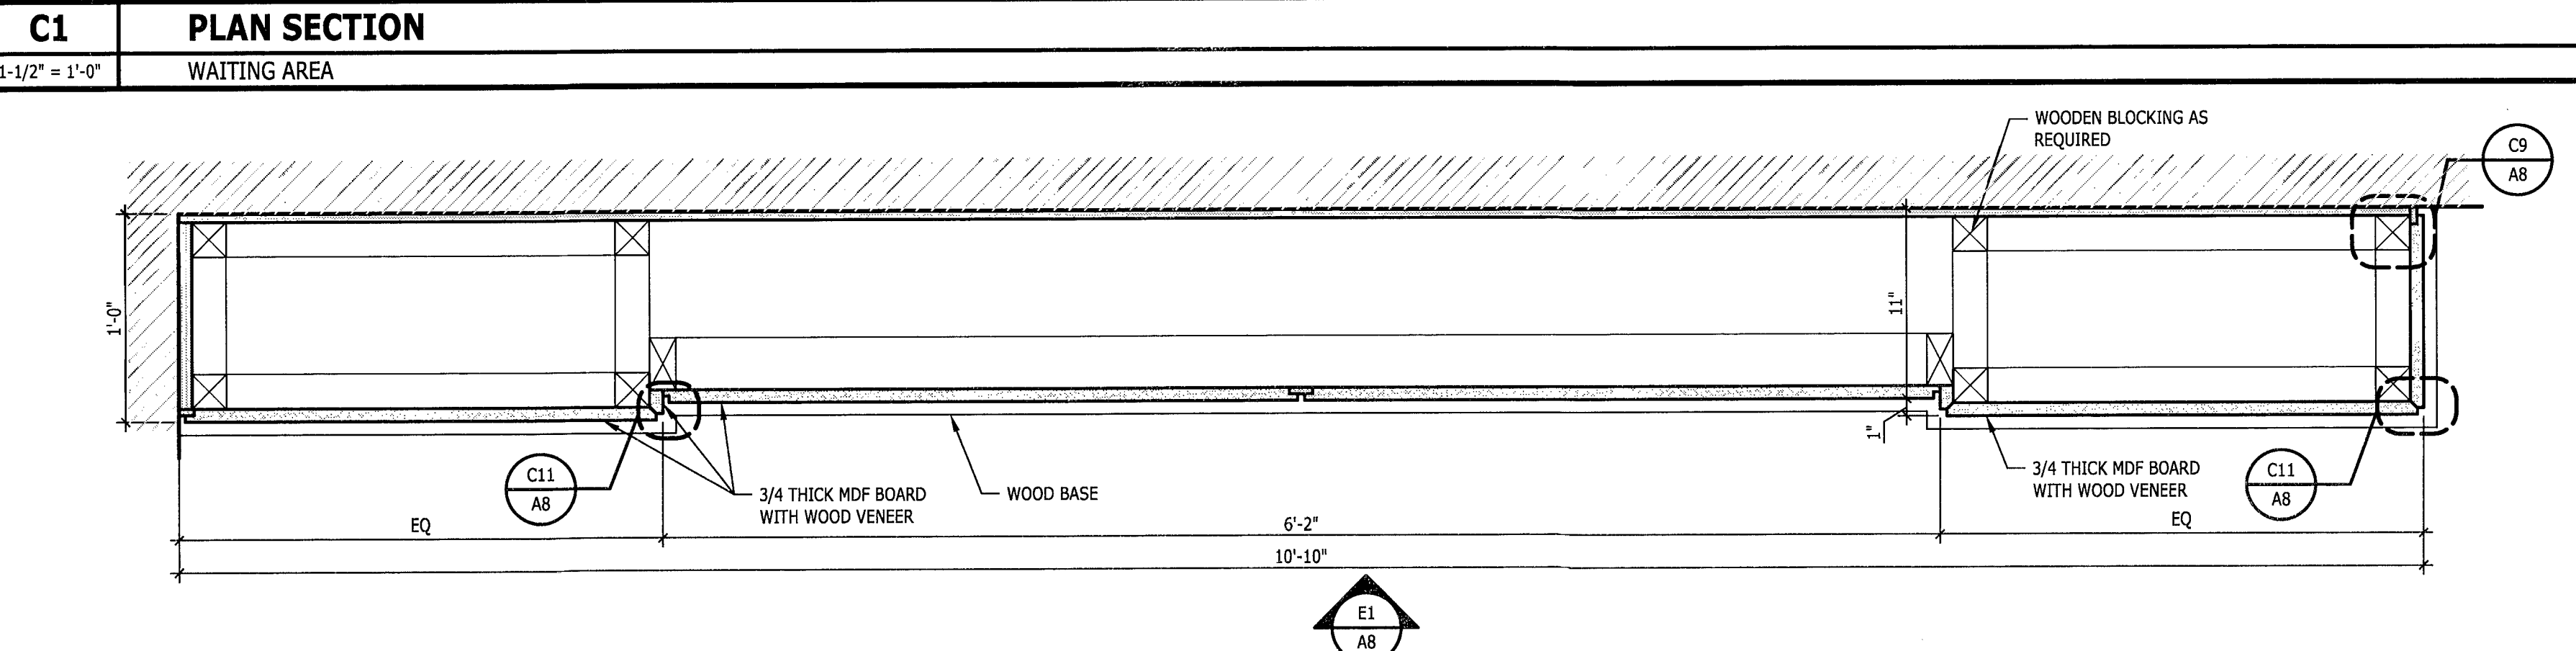 C1
PLAN SECTION
1-1/2" = 1'-0"
WAITING AREA
WOODEN BLOCKING AS
REQUIRED
C9
A8
1'-0"
11"
1"
C11
A8
3/4 THICK MDF BOARD
WITH WOOD VENEER
WOOD BASE
3/4 THICK MDF BOARD
WITH WOOD VENEER
C11
A8
EQ
6'-2"
EQ
10'-10"
E1
A8